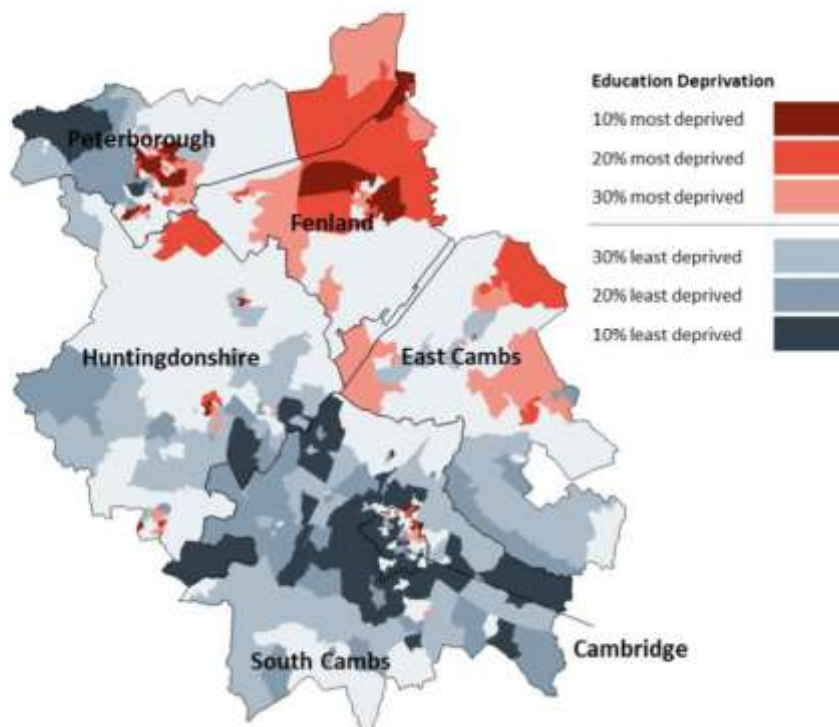 Education Deprivation
10% most deprived
20% most deprived
30% most deprived
30% least deprived
20% least deprived
10% least deprived
Peterborough
Fenland
Huntingdonshire
East Cambs
South Cambs
Cambridge